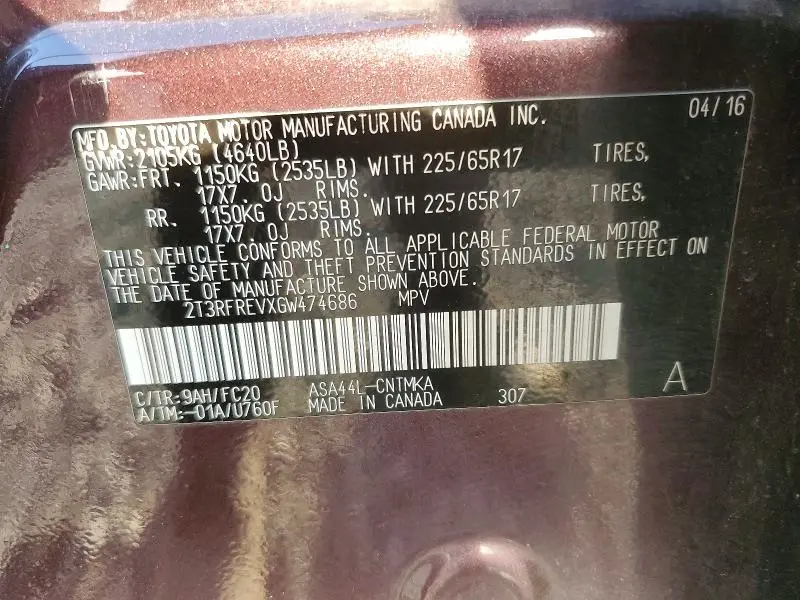 04/16
MFD.BY:TOYOTA MOTOR MANUFACTURING CANADA INC.
GVWR:2105KG (4640LB)
GAWR:FRT. 1150KG (2535LB) WITH 225/65R17 TIRES,
17X7.0J RIMS.
RR. 1150KG (2535LB) WITH 225/65R17 TIRES,
17X7.0J RIMS.
THIS VEHICLE CONFORMS TO ALL APPLICABLE FEDERAL MOTOR
VEHICLE SAFETY AND THEFT PREVENTION STANDARDS IN EFFECT ON
THE DATE OF MANUFACTURE SHOWN ABOVE.
2T3RFREVXGW474686 MPV
C/TR:9AH/FC20 ASA44L-CNTMKA A
A/TM:-01A/U760F MADE IN CANADA 307